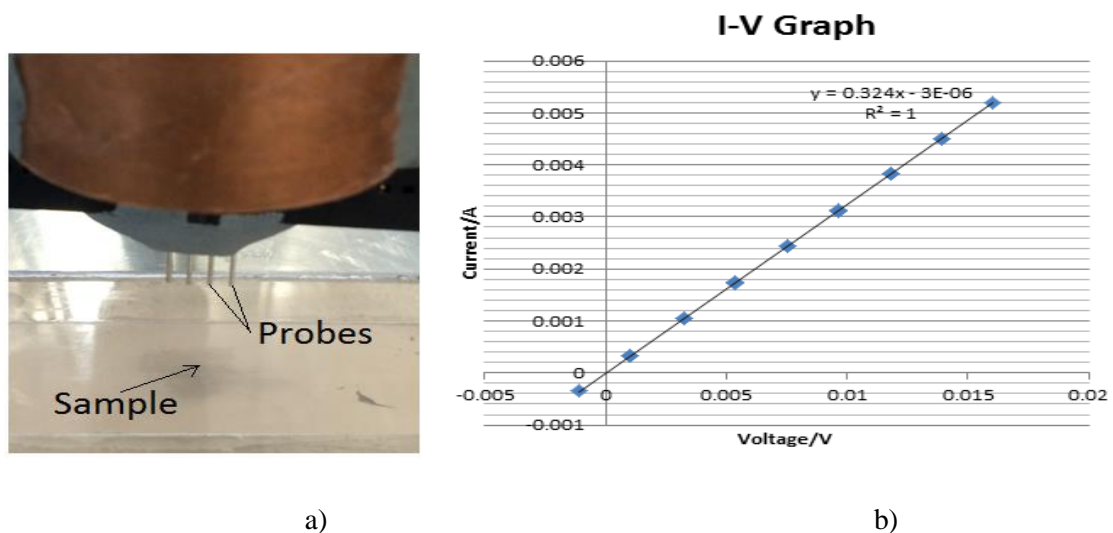 Probes
Sample
a)
I-V Graph
0.006
0.005
0.004
0.003
0.002
0.001
0
-0.001
Current/A
y = 0.324x - 3E-06
R² = 1
-0.005
0
0.005
0.01
0.015
0.02
Voltage/V
b)